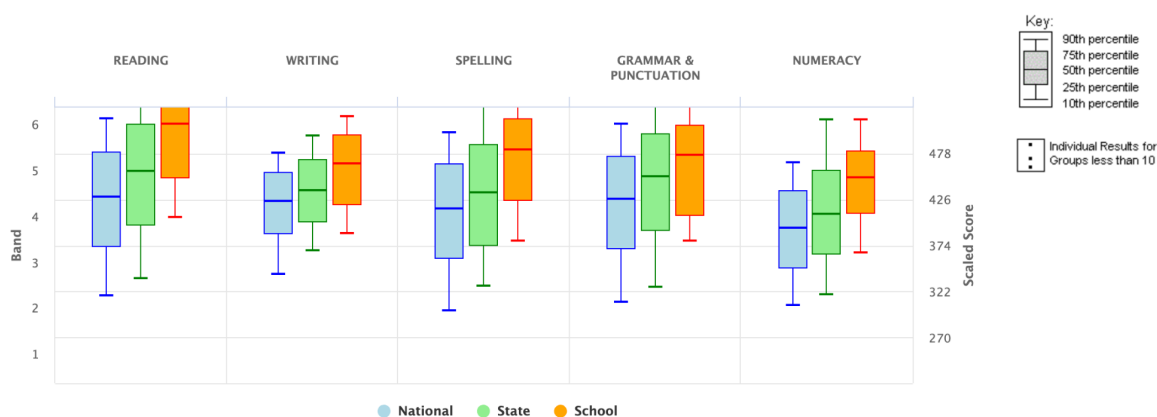 Key:
90th percentile
75th percentile
50th percentile
25th percentile
10th percentile
Individual Results for
Groups less than 10
READING
WRITING
SPELLING
GRAMMAR &
PUNCTUATION
NUMERACY
Band
6
5
4
3
2
1
478
426
374
322
270
Scaled Score
National
State
School